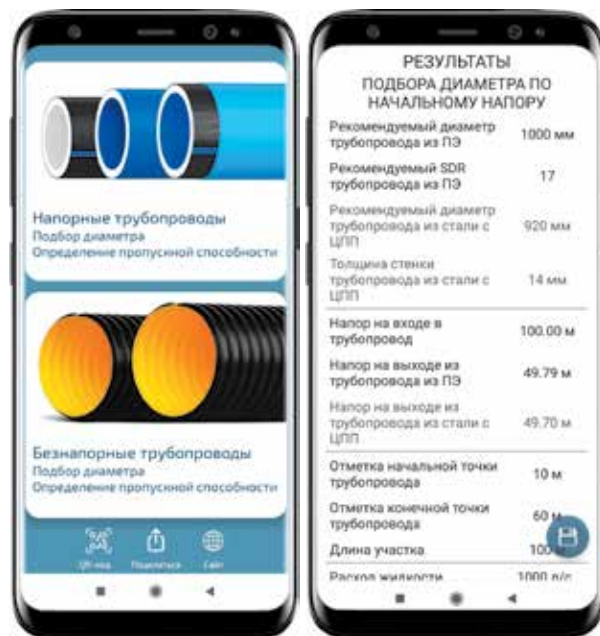 Напорные трубопроводы
Подбор диаметра
Определение пропускной способности
Безнапорные трубопроводы
Подбор диаметра
Определение пропускной способности
QR-код Поделиться Сайт
РЕЗУЛЬТАТЫ
ПОДБОРА ДИАМЕТРА ПО
НАЧАЛЬНОМУ НАПОРУ
Рекомендуемый диаметр
трубопровода из ПЭ 1000 мм
Рекомендуемый SDR
трубопровода из ПЭ 17
Рекомендуемый диаметр
трубопровода из стали с 920 мм
ЦПП
Толщина стенки
трубопровода из стали с 14 мм
ЦПП
Напор на входе в
трубопровод 100.00 м
Напор на выходе из
трубопровода из ПЭ 49.79 м
Напор на выходе из
трубопровода из стали с 49.70 м
ЦПП
Отметка начальной точки
трубопровода 10 м
Отметка конечной точки
трубопровода 60 м
Длина участка 100
Расход жидкости 1000 л/с